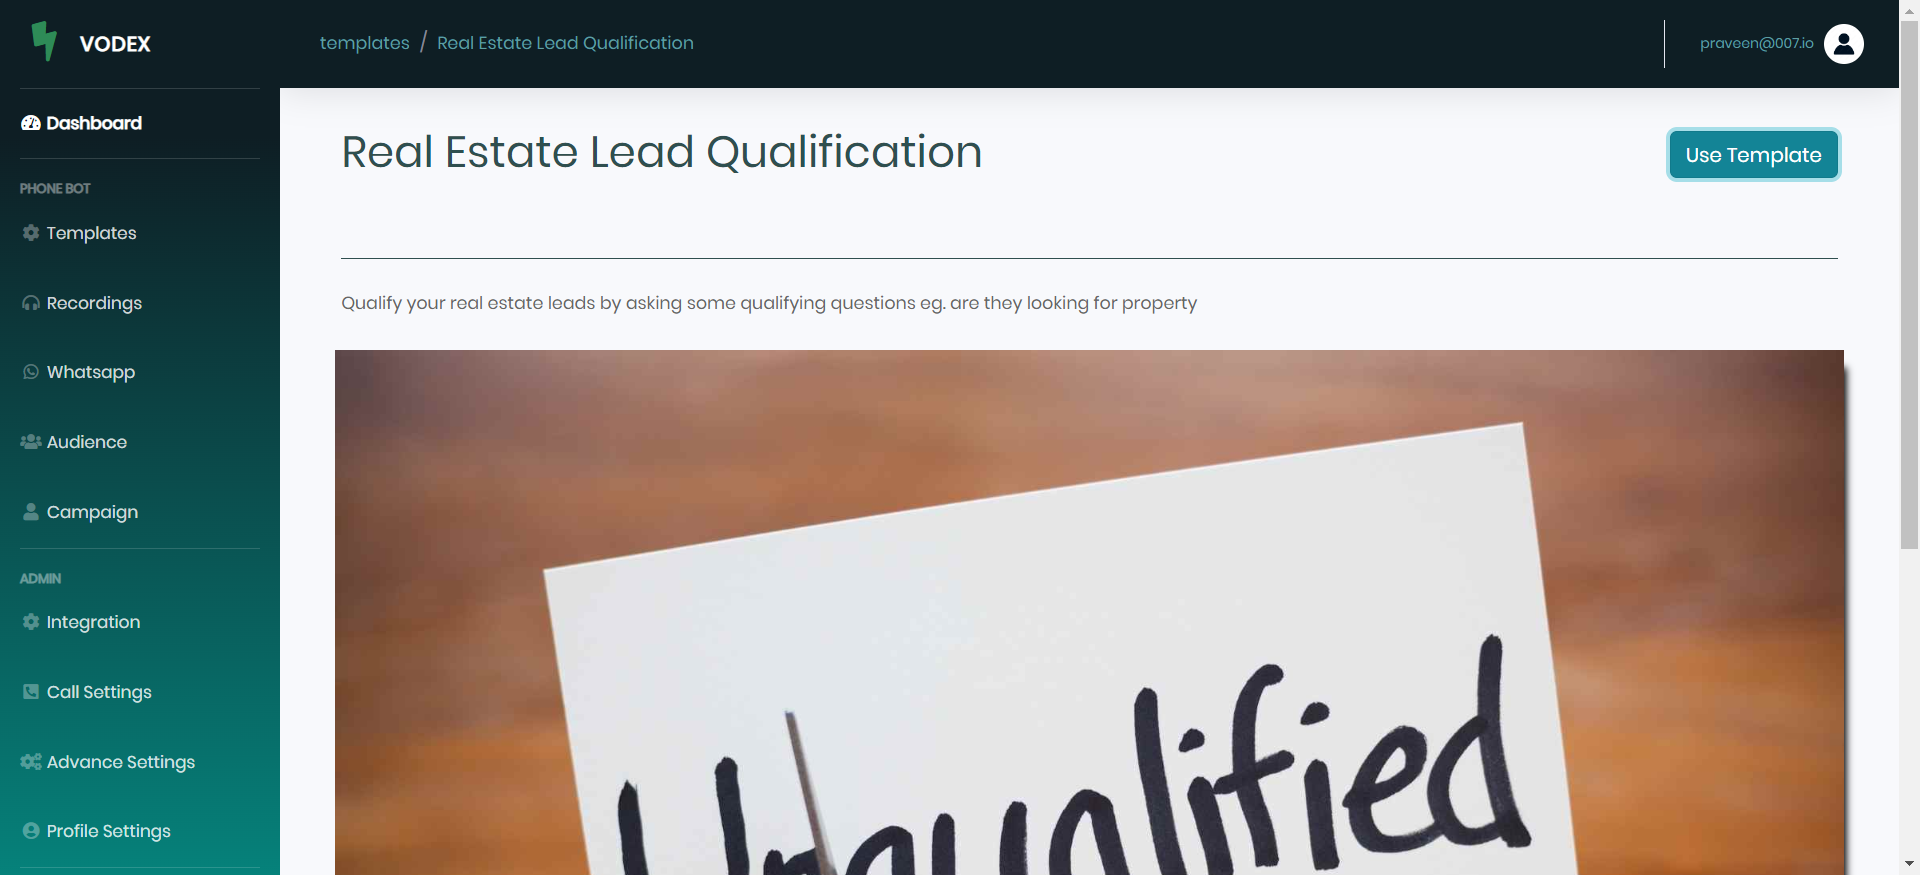 VODEX
templates / Real Estate Lead Qualification
praveen@007.io
Dashboard
PHONE BOT
Templates
Recordings
Whatsapp
Audience
Campaign
ADMIN
Integration
Call Settings
Advance Settings
Profile Settings
Real Estate Lead Qualification
Use Template
Qualify your real estate leads by asking some qualifying questions eg. are they looking for property
Unqualified